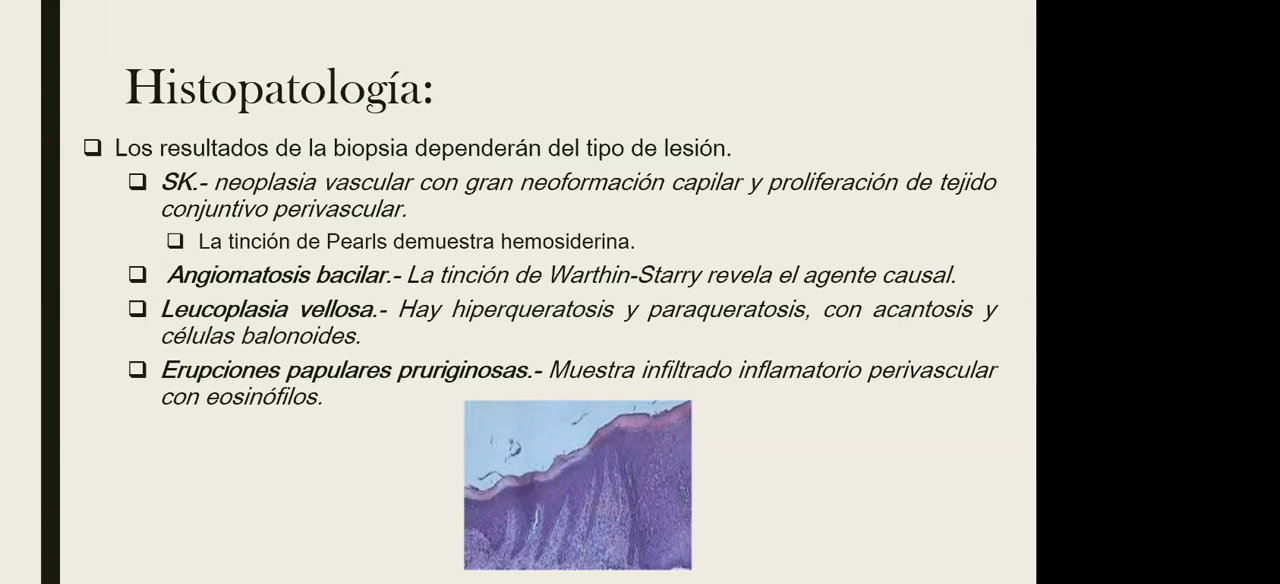 Histopatología:
❑ Los resultados de la biopsia dependerán del tipo de lesión.
❑ SK.- neoplasia vascular con gran neoformación capilar y proliferación de tejido
conjuntivo perivascular.
❑ La tinción de Pearls demuestra hemosiderina.
❑ Angiomatosis bacilar.- La tinción de Warthin-Starry revela el agente causal.
❑ Leucoplasia vellosa.- Hay hiperqueratosis y paraqueratosis, con acantosis y
células balonoides.
❑ Erupciones papulares pruriginosas.- Muestra infiltrado inflamatorio perivascular
con eosinófilos.